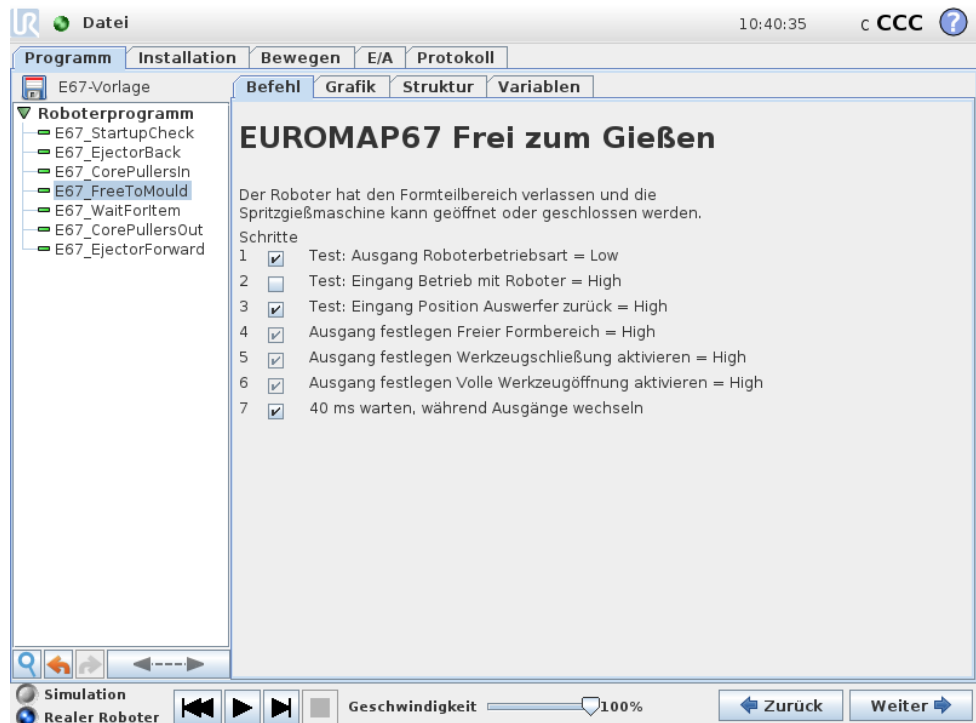 UR Datei 10:40:35 c CCC ?
Programm Installation Bewegen E/A Protokoll
E67-Vorlage
Befehl Grafik Struktur Variablen
Roboterprogramm
E67_StartupCheck
E67_EjectorBack
E67_CorePullersIn
E67_FreeToMould
E67_WaitForItem
E67_CorePullersOut
E67_EjectorForward
EUROMAP67 Frei zum Gießen
Der Roboter hat den Formteilbereich verlassen und die
Spritzgießmaschine kann geöffnet oder geschlossen werden.
Schritte
1 Test: Ausgang Roboterbetriebsart = Low
2 Test: Eingang Betrieb mit Roboter = High
3 Test: Eingang Position Auswerfer zurück = High
4 Ausgang festlegen Freier Formbereich = High
5 Ausgang festlegen Werkzeugschließung aktivieren = High
6 Ausgang festlegen Volle Werkzeugöffnung aktivieren = High
7 40 ms warten, während Ausgänge wechseln
Simulation
Realer Roboter
Geschwindigkeit 100%
Zurück Weiter